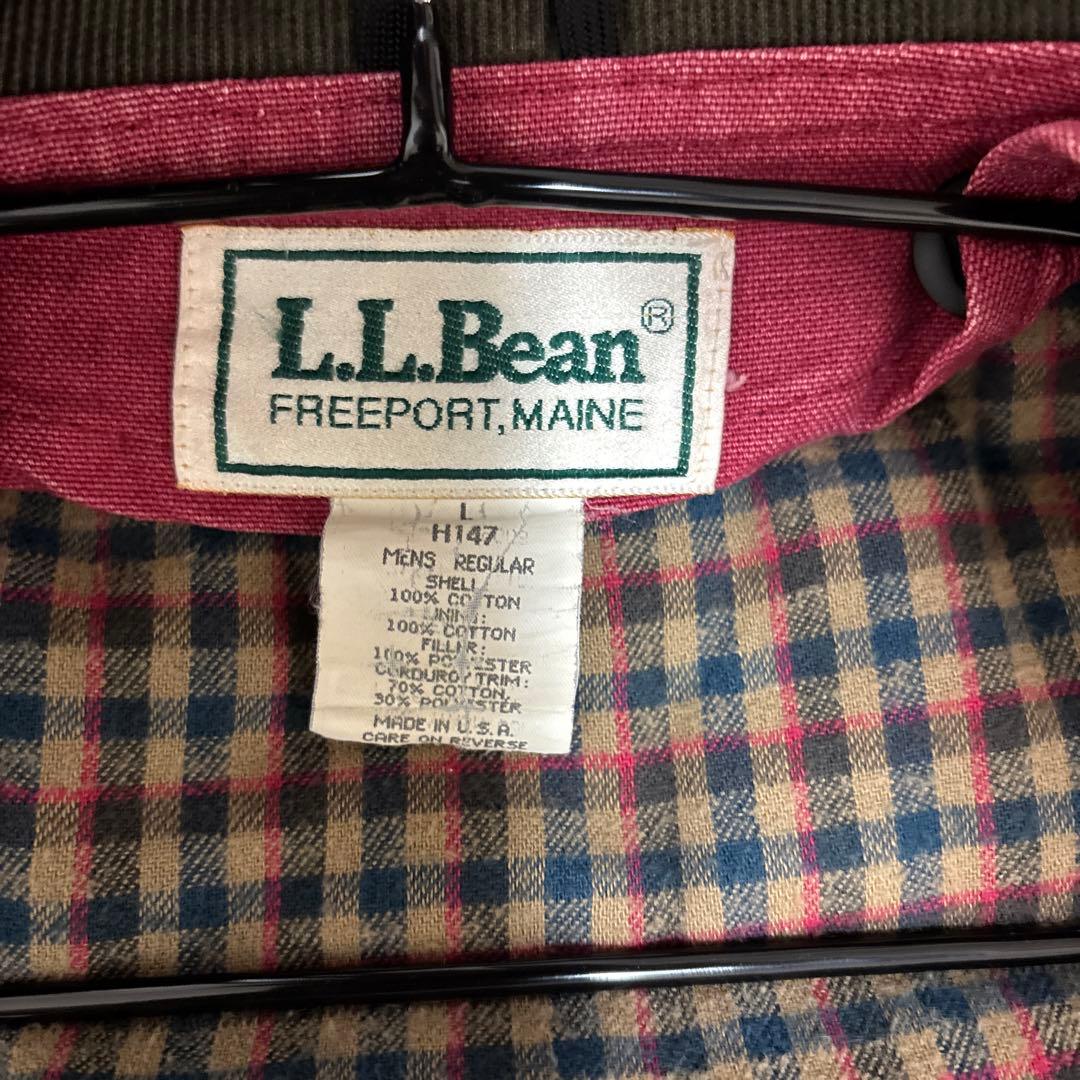 L.L.Bean®
FREEPORT, MAINE
L
H147
MENS REGULAR
SHELL
100% COTTON
LINING:
100% COTTON
FILLER:
100% POLYESTER
CORDUROY TRIM:
70% COTTON,
30% POLYESTER
MADE IN U.S.A.
CARE ON REVERSE